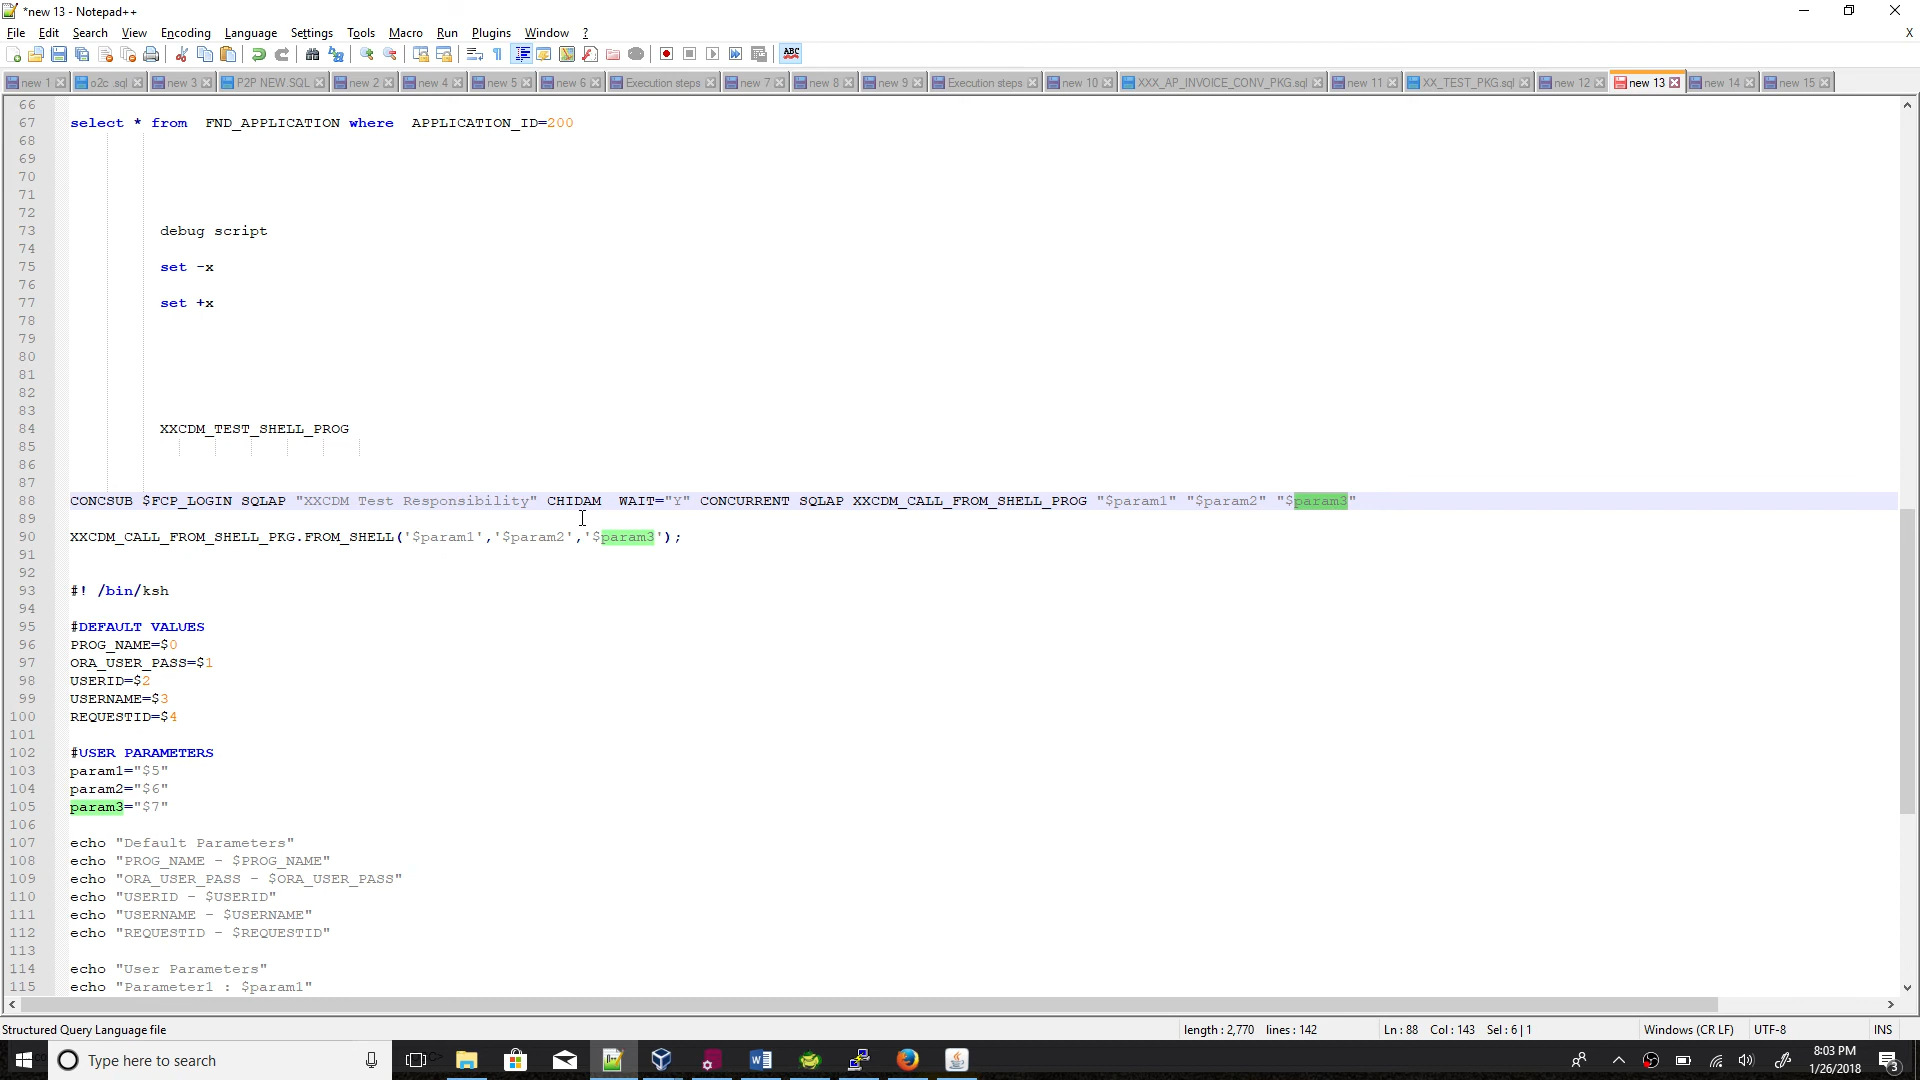 *new 13 - Notepad++
File Edit Search View Encoding Language Settings Tools Macro Run Plugins Window ? X
new 1 o2c .sql new 3 P2P NEW.SQL new 2 new 4 new 5 new 6 Execution steps new 7 new 8 new 9 Execution steps new 10 XXX_AP_INVOICE_CONV_PKG.sql new 11 XX_TEST_PKG.sql new 12 new 13 new 14 new 15
66
67 select * from FND_APPLICATION where APPLICATION_ID=200
68
69
70
71
72
73 debug script
74
75 set -x
76
77 set +x
78
79
80
81
82
83
84 XXCDM_TEST_SHELL_PROG
85
86
87
88 CONCSUB $FCP_LOGIN SQLAP "XXCDM Test Responsibility" CHIDAM WAIT="Y" CONCURRENT SQLAP XXCDM_CALL_FROM_SHELL_PROG "$param1" "$param2" "$param3"
89
90 XXCDM_CALL_FROM_SHELL_PKG.FROM_SHELL('$param1','$param2','$param3');
91
92
93 #! /bin/ksh
94
95 #DEFAULT VALUES
96 PROG_NAME=$0
97 ORA_USER_PASS=$1
98 USERID=$2
99 USERNAME=$3
100 REQUESTID=$4
101
102 #USER PARAMETERS
103 param1="$5"
104 param2="$6"
105 param3="$7"
106
107 echo "Default Parameters"
108 echo "PROG_NAME - $PROG_NAME"
109 echo "ORA_USER_PASS - $ORA_USER_PASS"
110 echo "USERID - $USERID"
111 echo "USERNAME - $USERNAME"
112 echo "REQUESTID - $REQUESTID"
113
114 echo "User Parameters"
115 echo "Parameter1 : $param1"
Structured Query Language file length : 2,770 lines : 142 Ln : 88 Col : 143 Sel : 6 | 1 Windows (CR LF) UTF-8 INS
Type here to search
8:03 PM
1/26/2018
3